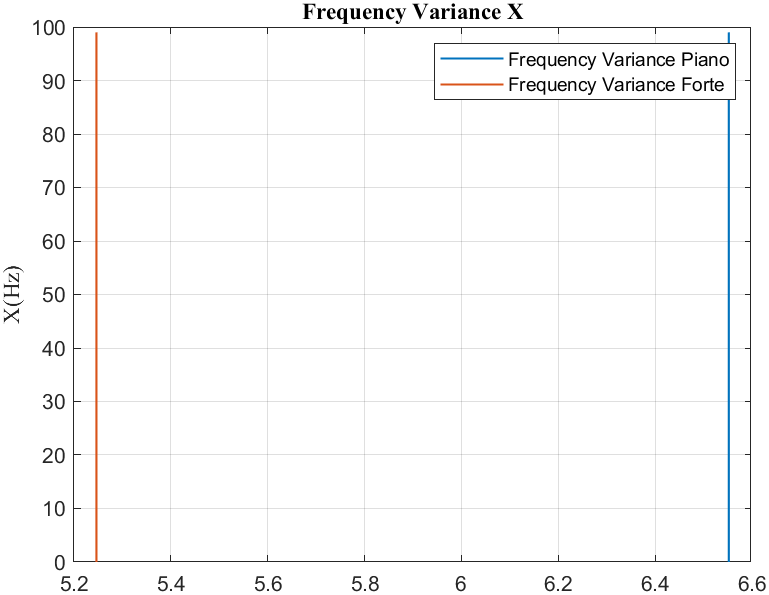 Frequency Variance X
Frequency Variance Piano
Frequency Variance Forte
X(Hz)
100
90
80
70
60
50
40
30
20
10
0
5.2 5.4 5.6 5.8 6 6.2 6.4 6.6